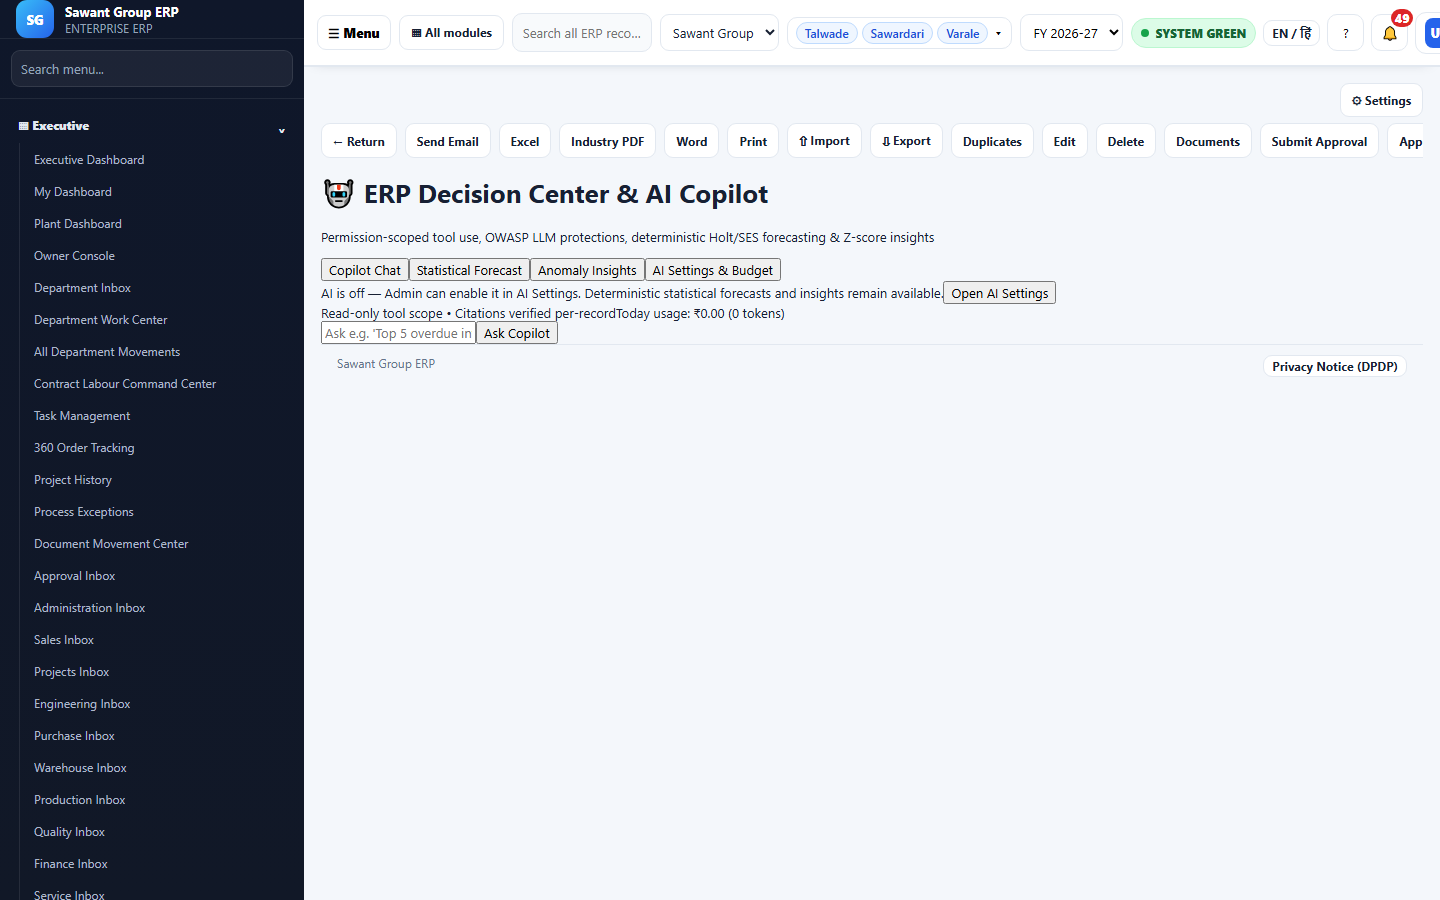 SG
Sawant Group ERP
ENTERPRISE ERP
Search menu...
Executive
Executive Dashboard
My Dashboard
Plant Dashboard
Owner Console
Department Inbox
Department Work Center
All Department Movements
Contract Labour Command Center
Task Management
360 Order Tracking
Project History
Process Exceptions
Document Movement Center
Approval Inbox
Administration Inbox
Sales Inbox
Projects Inbox
Engineering Inbox
Purchase Inbox
Warehouse Inbox
Production Inbox
Quality Inbox
Finance Inbox
Service Inbox
☰ Menu
All modules
Search all ERP reco...
Sawant Group
Talwade
Sawardari
Varale
FY 2026-27
SYSTEM GREEN
EN / हिं
?
49
U
⚙ Settings
← Return
Send Email
Excel
Industry PDF
Word
Print
⇧ Import
⇩ Export
Duplicates
Edit
Delete
Documents
Submit Approval
App
ERP Decision Center & AI Copilot
Permission-scoped tool use, OWASP LLM protections, deterministic Holt/SES forecasting & Z-score insights
Copilot Chat
Statistical Forecast
Anomaly Insights
AI Settings & Budget
AI is off — Admin can enable it in AI Settings. Deterministic statistical forecasts and insights remain available.
Open AI Settings
Read-only tool scope • Citations verified per-recordToday usage: ₹0.00 (0 tokens)
Ask e.g. 'Top 5 overdue in
Ask Copilot
Sawant Group ERP
Privacy Notice (DPDP)